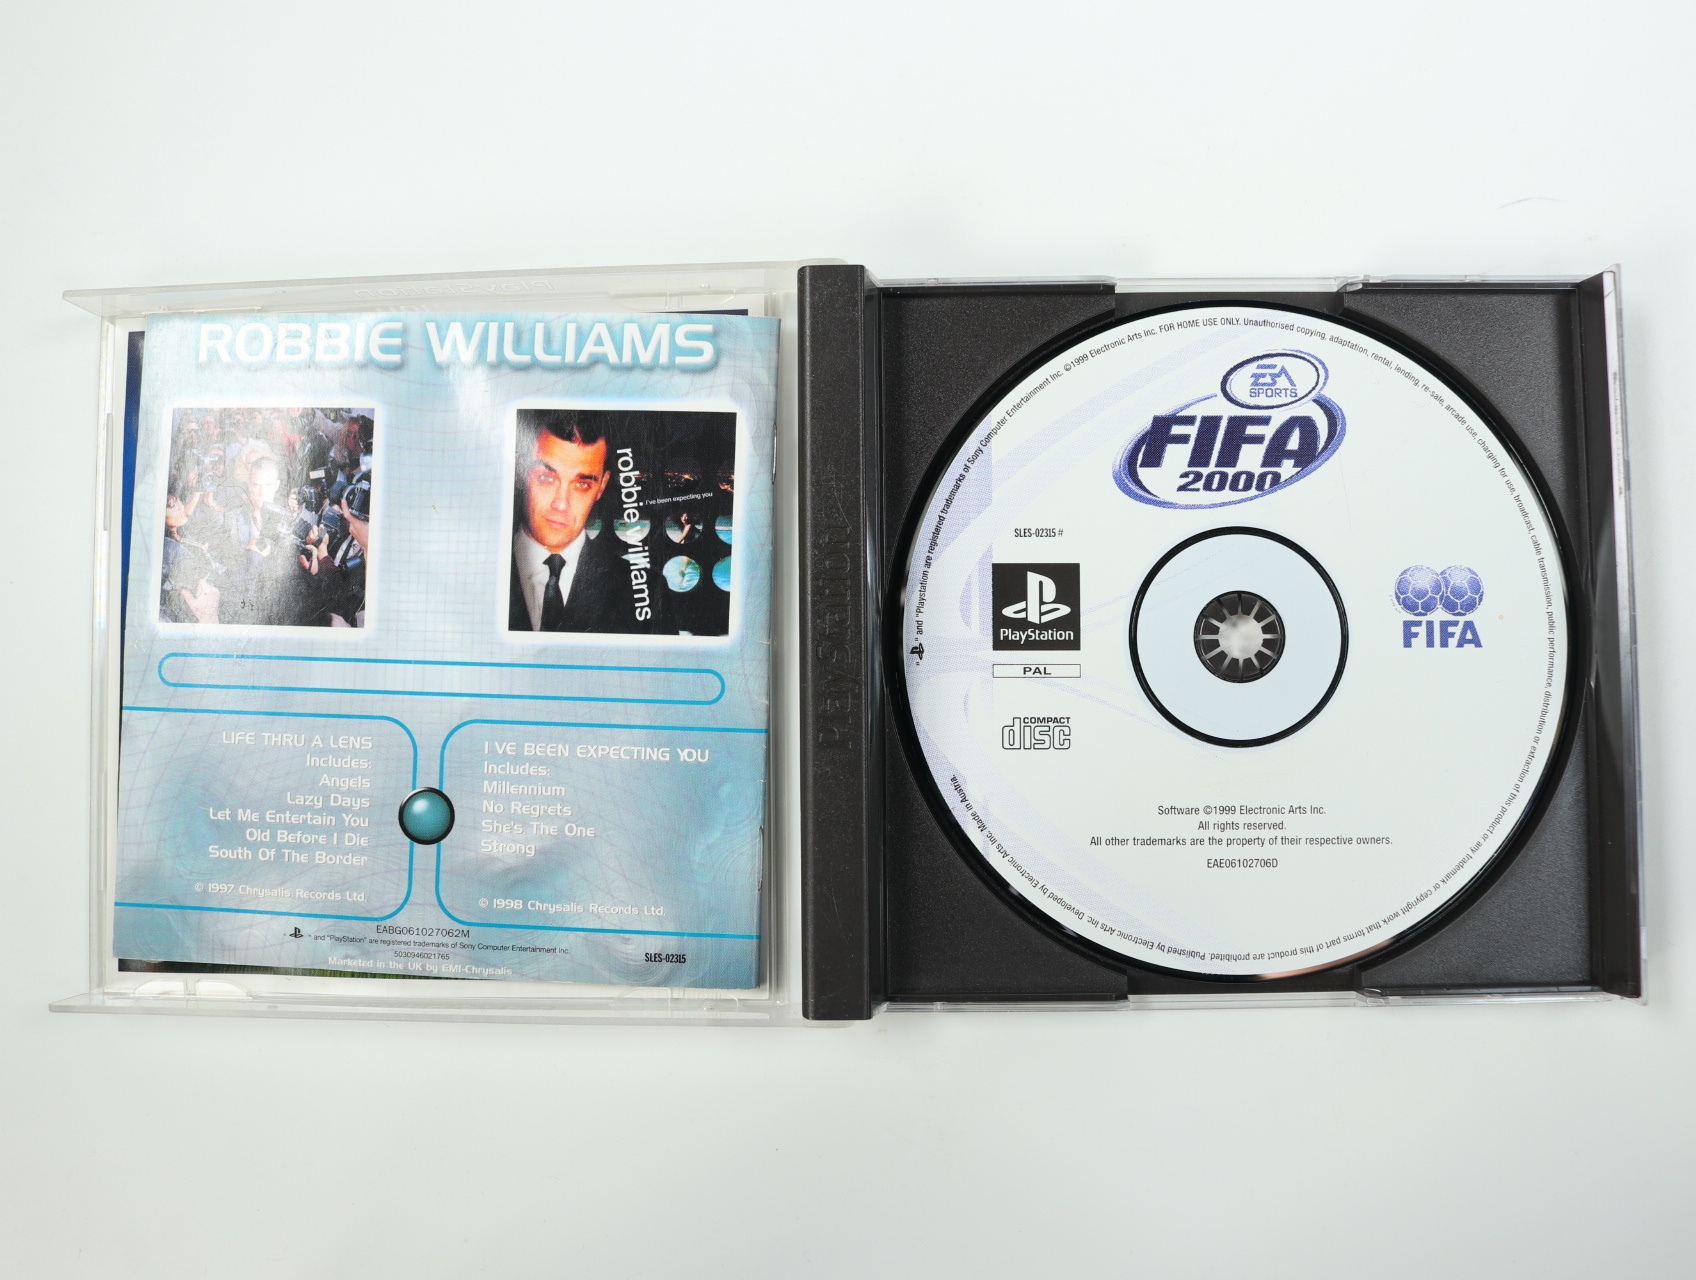 ROBBIE WILLIAMS
robbie williams
I've been expecting you
LIFE THRU A LENS
Includes:
Angels
Lazy Days
Let Me Entertain You
Old Before I Die
South Of The Border
© 1997 Chrysalis Records Ltd.
I VE BEEN EXPECTING YOU
Includes:
Millennium
No Regrets
She's The One
Strong
© 1998 Chrysalis Records Ltd.
EABG061027062M
" and "PlayStation" are registered trademarks of Sony Computer Entertainment Inc.
5030946021765
Marketed in the UK by EMI-Chrysalis
SLES-02315
PlayStation
PlayStation
" and "Playstation are registered trademarks of Sony Computer Entertainment Inc. ©1999 Electronic Arts Inc. FOR HOME USE ONLY. Unauthorised copying, adaptation, rental, lending, re-sale, arcade use, charging for use, broadcast, cable transmission, public performance, distribution or extraction of this product or any trademark or copyright work that forms part of this product are prohibited. Published by Electronic Arts Inc. Developed by Electronic Arts Inc. Made in Austria.
EA
SPORTS
FIFA
2000
SLES-02315 #
PlayStation
PAL
COMPACT
disc
FIFA
Software ©1999 Electronic Arts Inc.
All rights reserved.
All other trademarks are the property of their respective owners.
EAE06102706D